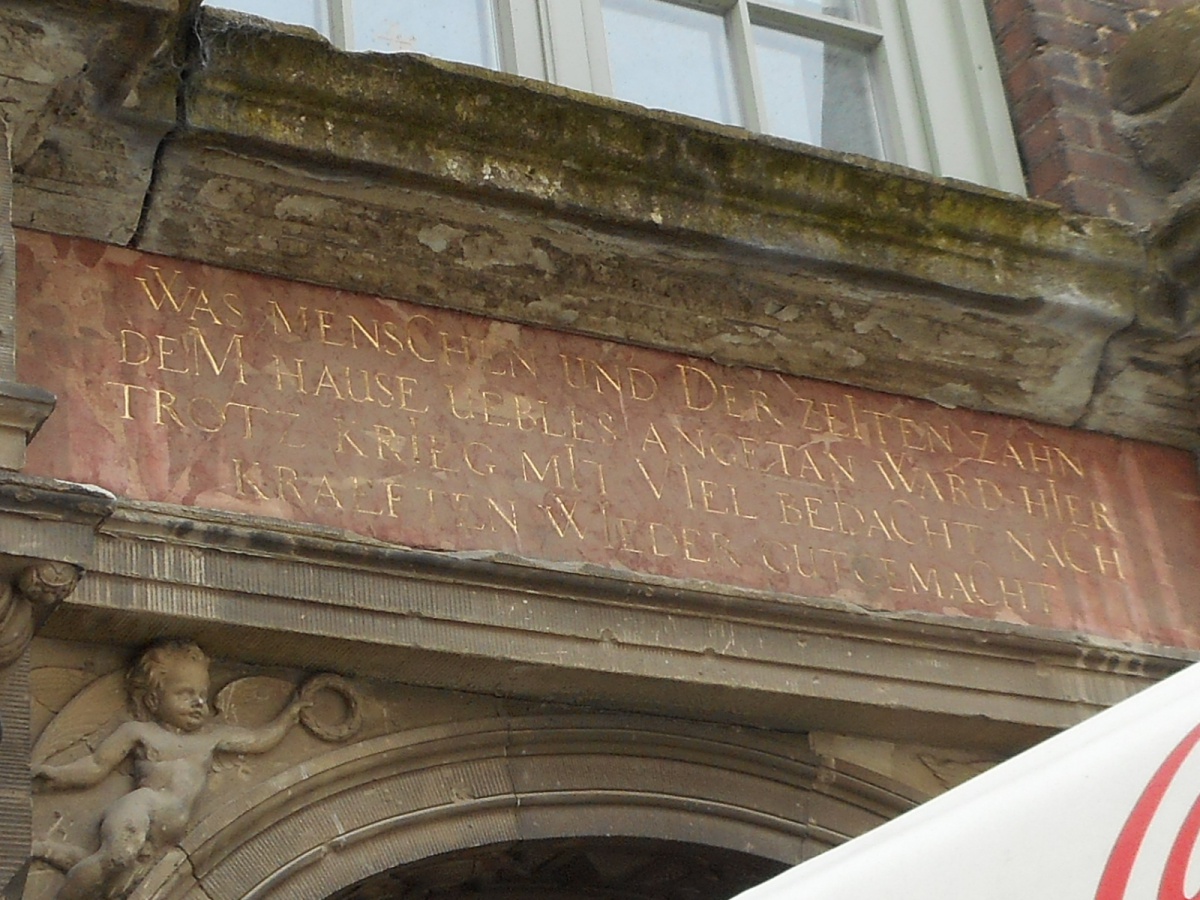 WAS MENSCHEN UND DER ZEITEN ZAHN
DEM HAUSE UEBLES ANGETAN WARD HIER
TROTZ KRIEG MIT VIEL BEDACHT NACH
KRAEFTEN WIEDER GUTGEMACHT